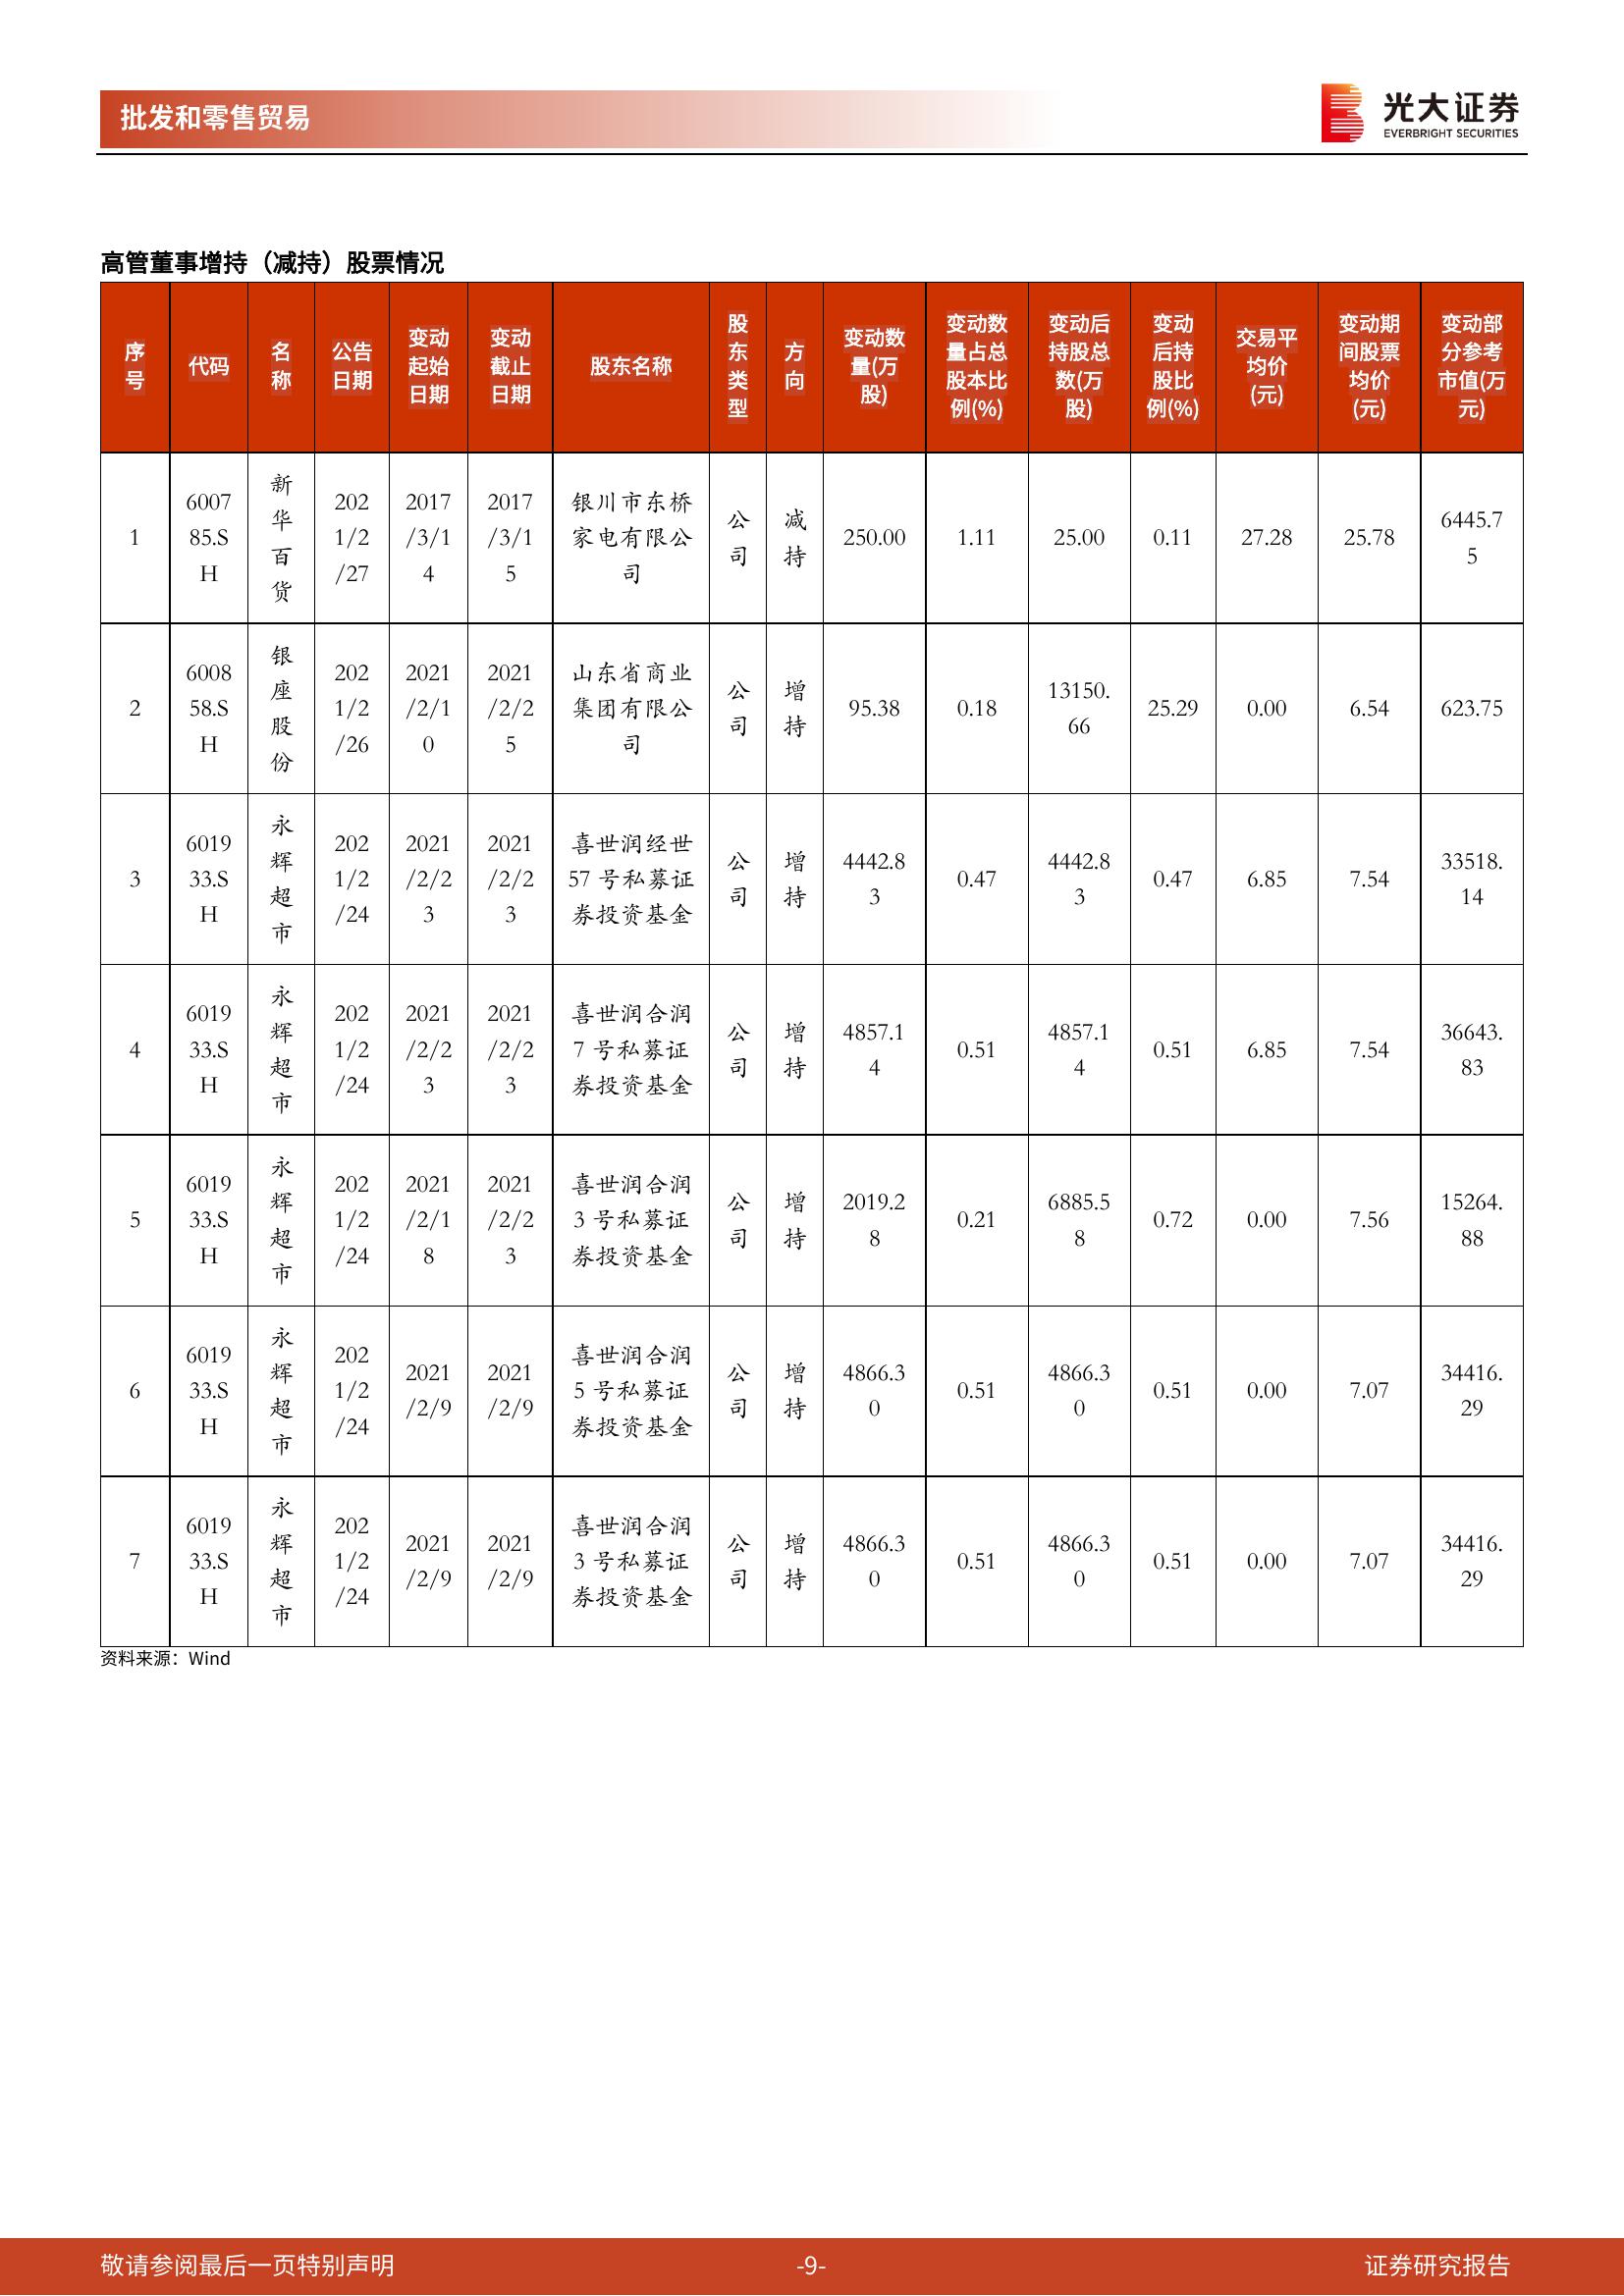 批发和零售贸易
光大证券
EVERBRIGHT SECURITIES
高管董事增持（减持）股票情况
序号 代码 名称 公告日期 变动起始日期 变动截止日期 股东名称 股东类型 方向 变动数量(万股) 变动数量占总股本比例(%) 变动后持股总数(万股) 变动后持股比例(%) 交易平均价(元) 变动期间股票均价(元) 变动部分参考市值(万元)
1 600785.SH 新华百货 2021/2/27 2017/3/14 2017/3/15 银川市东桥家电有限公司 公司 减持 250.00 1.11 25.00 0.11 27.28 25.78 6445.75
2 600858.SH 银座股份 2021/2/26 2021/2/10 2021/2/25 山东省商业集团有限公司 公司 增持 95.38 0.18 13150.66 25.29 0.00 6.54 623.75
3 601933.SH 永辉超市 2021/2/24 2021/2/23 2021/2/23 喜世润经世57号私募证券投资基金 公司 增持 4442.83 0.47 4442.83 0.47 6.85 7.54 33518.14
4 601933.SH 永辉超市 2021/2/24 2021/2/23 2021/2/23 喜世润合润7号私募证券投资基金 公司 增持 4857.14 0.51 4857.14 0.51 6.85 7.54 36643.83
5 601933.SH 永辉超市 2021/2/24 2021/2/18 2021/2/23 喜世润合润3号私募证券投资基金 公司 增持 2019.28 0.21 6885.58 0.72 0.00 7.56 15264.88
6 601933.SH 永辉超市 2021/2/24 2021/2/9 2021/2/9 喜世润合润5号私募证券投资基金 公司 增持 4866.30 0.51 4866.30 0.51 0.00 7.07 34416.29
7 601933.SH 永辉超市 2021/2/24 2021/2/9 2021/2/9 喜世润合润3号私募证券投资基金 公司 增持 4866.30 0.51 4866.30 0.51 0.00 7.07 34416.29
资料来源：Wind
敬请参阅最后一页特别声明 -9- 证券研究报告